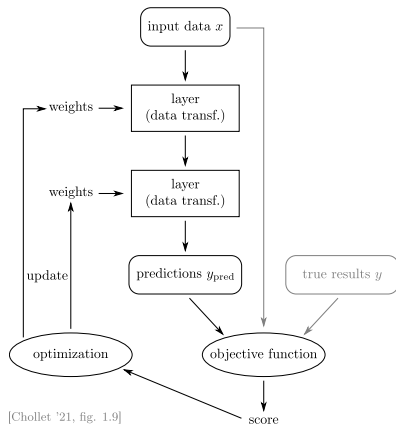 input data x
layer
(data transf.)
weights
layer
(data transf.)
weights
update
predictions y_pred
true results y
optimization
objective function
score
[Chollet '21, fig. 1.9]